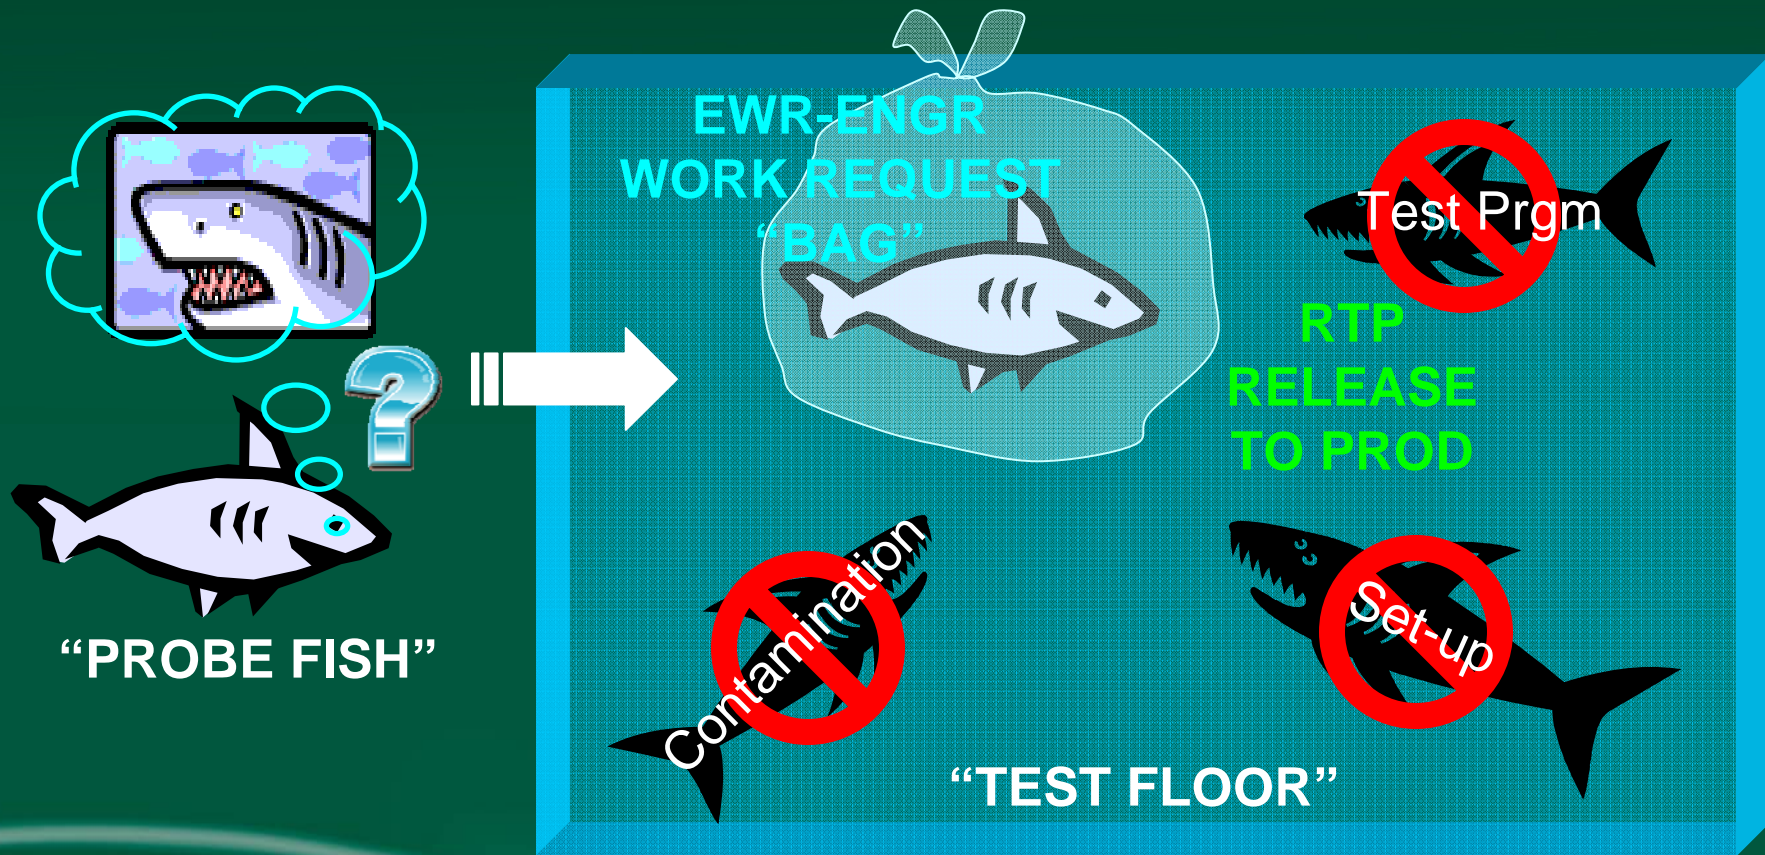 EWR-ENGR
WORK REQUEST
“BAG”
Test Prgm
RTP
RELEASE
TO PROD
“PROBE FISH”
Contamination
Set-up
“TEST FLOOR”